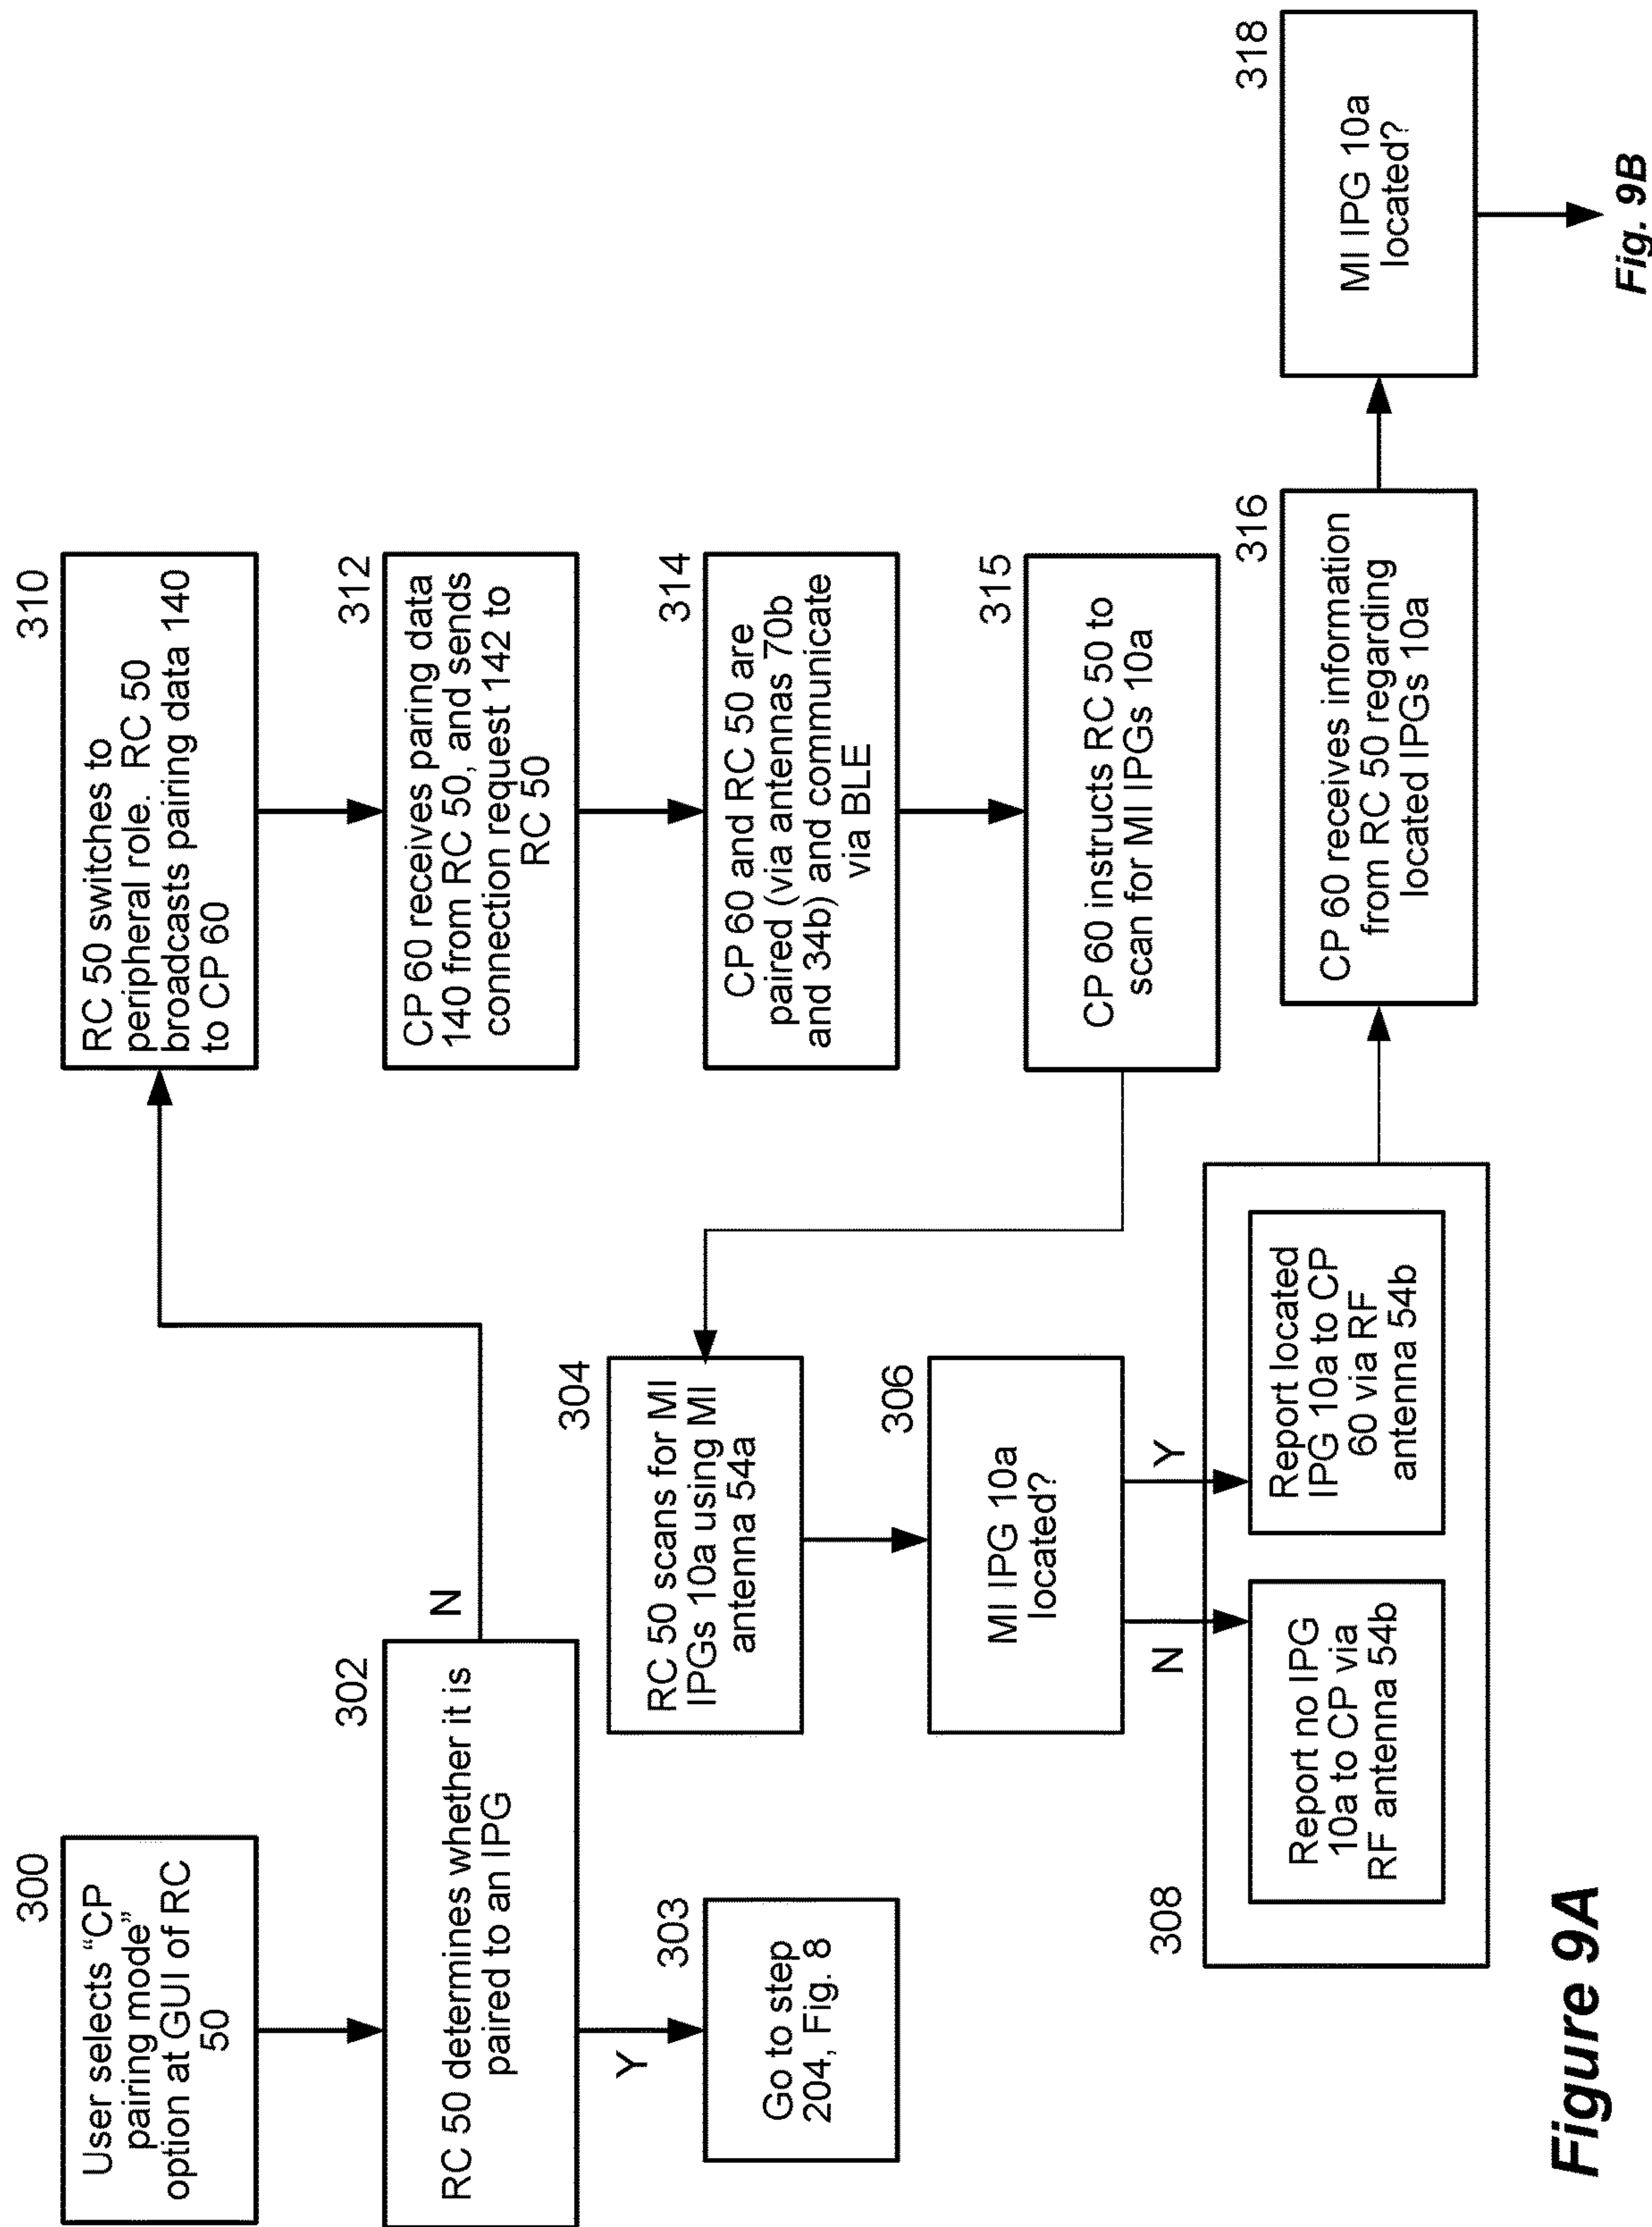 300
User selects “CP
pairing mode”
option at GUI of RC
50
302
RC 50 determines whether it is
paired to an IPG
N
Y
303
Go to step
204, Fig. 8
310
RC 50 switches to
peripheral role.  RC 50
broadcasts pairing data 140
to CP 60
312
CP 60 receives paring data
140 from RC 50, and sends
connection request 142 to
RC 50
314
CP 60 and RC 50 are
paired (via antennas 70b
and 34b) and communicate
via BLE
315
CP 60 instructs RC 50 to
scan for MI IPGs 10a
304
RC 50 scans for MI
IPGs 10a using MI
antenna 54a
306
MI IPG 10a
located?
N
Y
308
Report no IPG
10a to CP via
RF antenna 54b
Report located
IPG 10a to CP
60 via RF
antenna 54b
316
CP 60 receives information
from RC 50 regarding
located IPGs 10a
318
MI IPG 10a
located?
Fig. 9B
Figure 9A